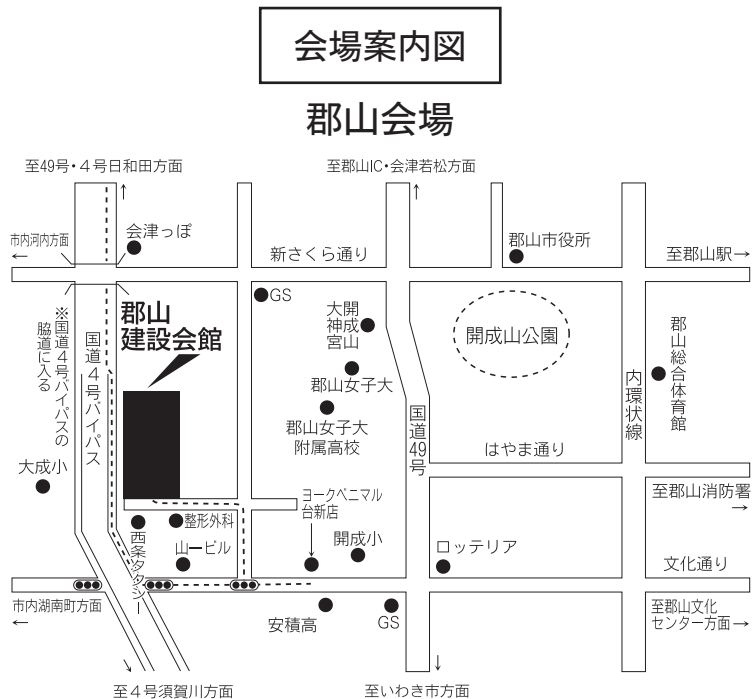 会場案内図
郡山会場
至49号・4号日和田方面
至郡山IC・会津若松方面
市内河内方面
←
会津っぽ
新さくら通り
郡山市役所
至郡山駅→
GS
郡山
建設会館
大開
神成
宮山
開成山公園
郡山総合体育館
※国道4号バイパスの
脇道に入る
国道4号バイパス
郡山女子大
郡山女子大
附属高校
国道49号
内環状線
はやま通り
大成小
ヨークベニマル
台新店
至郡山消防署
→
整形外科
西条タクシー
山一ビル
開成小
ロッテリア
文化通り
市内湖南町方面
←
安積高
GS
至郡山文化
センター方面→
至4号須賀川方面
至いわき市方面